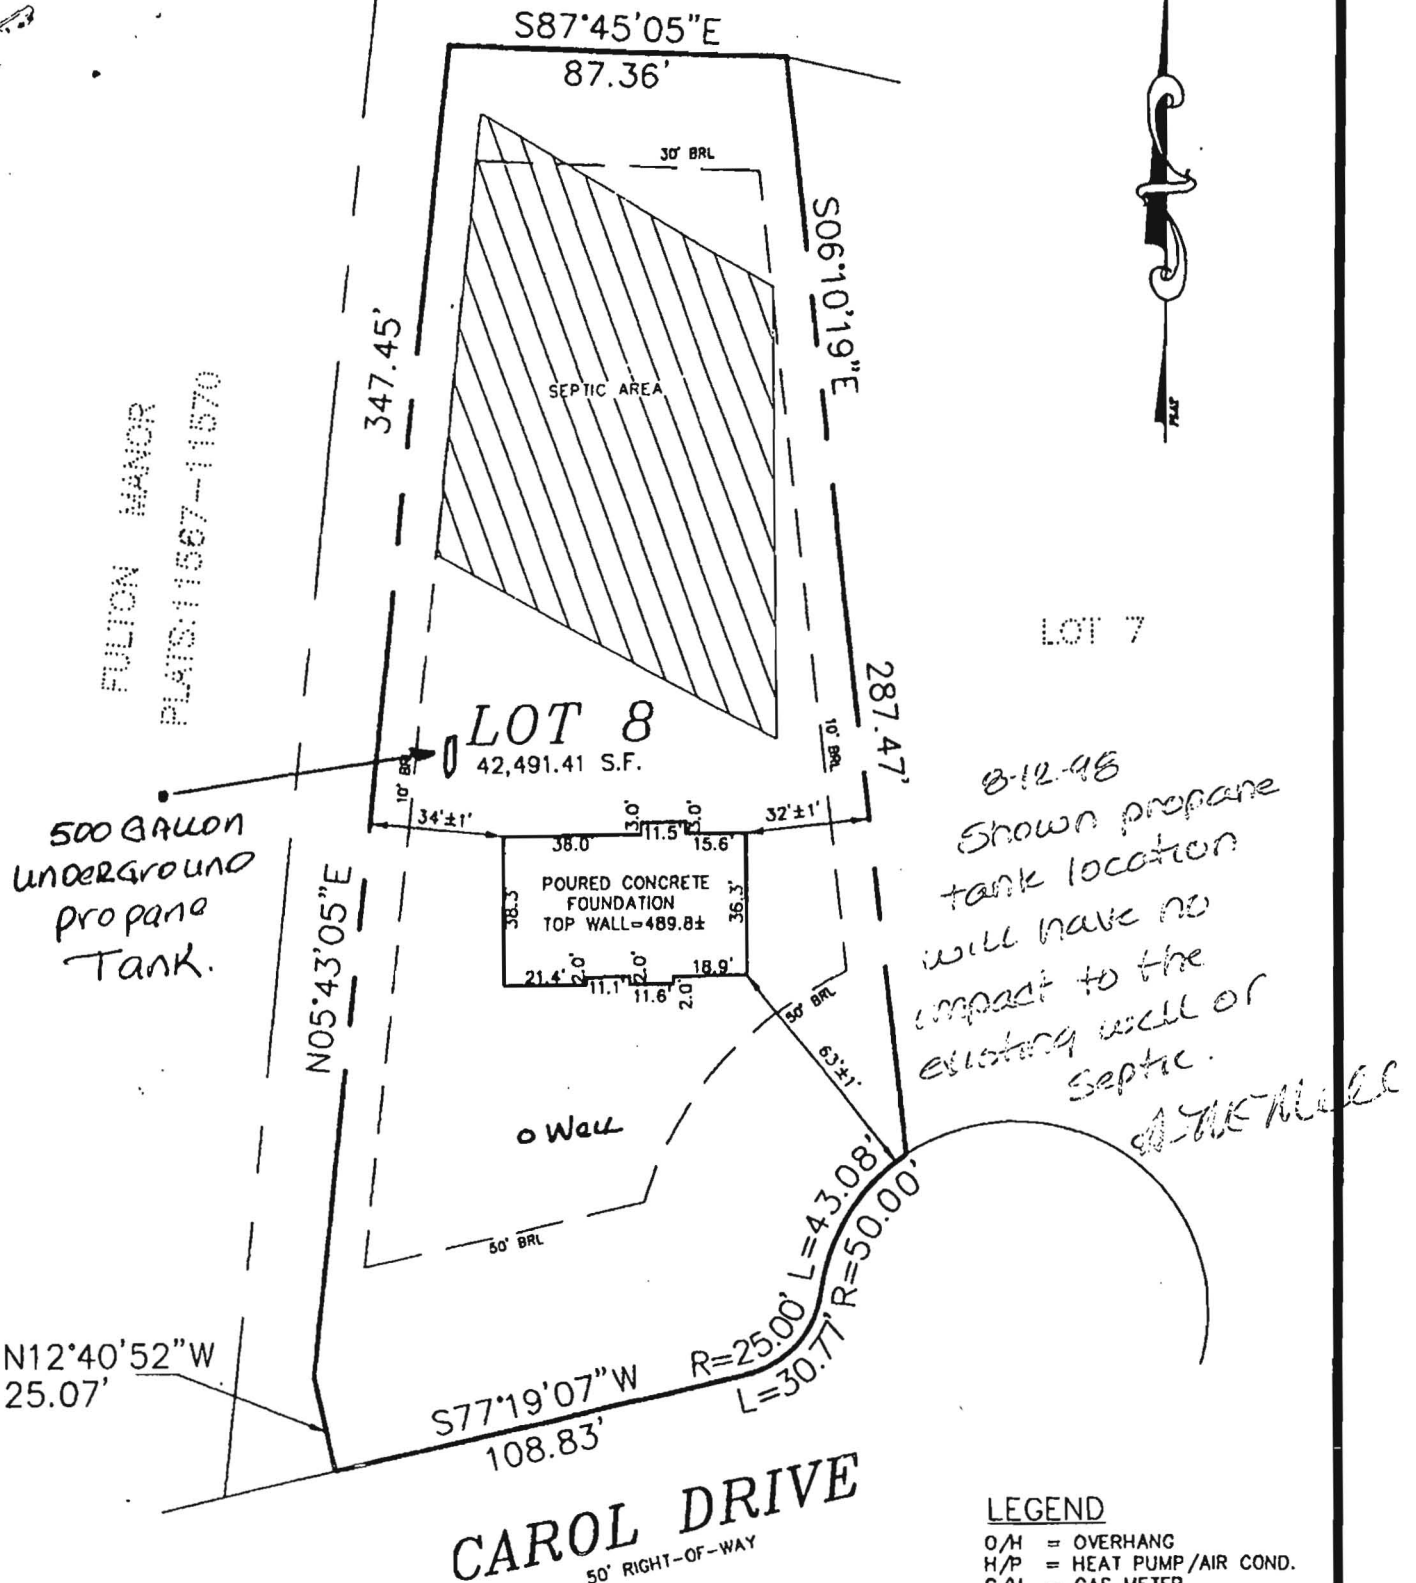 S87°45'05"E
87.36'
30' BRL
S06°10'19"E
347.45'
SEPTIC AREA
FULTON MANOR
PLATS:11567-11570
LOT 7
287.47'
LOT 8
42,491.41 S.F.
10' BRL
10' BRL
500 GALLON
UNDERGROUND
Propane
Tank.
34'±1'
3.0'
11.5'
3.0'
32'±1'
38.0'
15.6'
POURED CONCRETE
FOUNDATION
TOP WALL=489.8±
38.3'
36.3'
21.4'
2.0'
11.1'
2.0'
11.6'
2.0'
18.9'
8-12-98
Shown propane
tank location
will have no
impact to the
existing well or
Septic.
N05°43'05"E
50' BRL
63'±1'
Well
50' BRL
L=43.08'
R=50.00'
R=25.00'
L=30.77'
N12°40'52"W
25.07'
S77°19'07"W
108.83'
CAROL DRIVE
50' RIGHT-OF-WAY
LEGEND
O/H = OVERHANG
H/P = HEAT PUMP/AIR COND.
= GAS METER